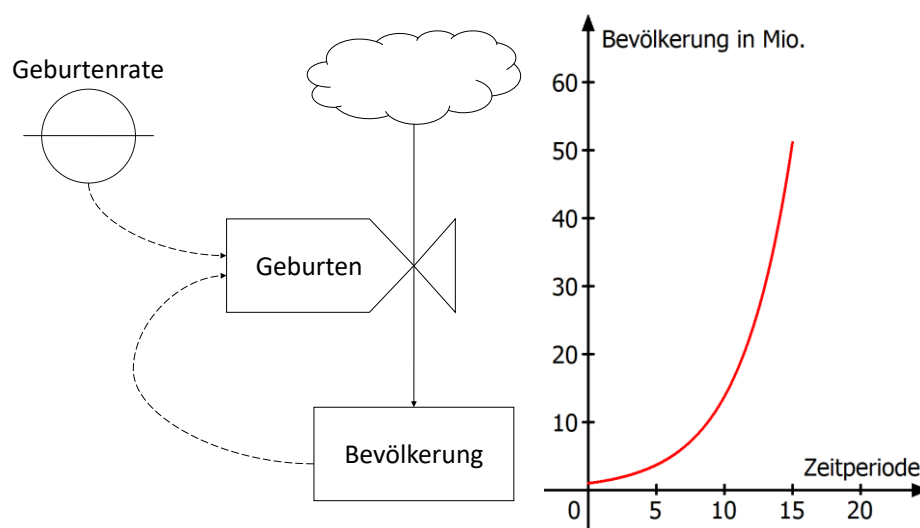 Geburtenrate
Geburten
Bevölkerung
Bevölkerung in Mio.
60
50
40
30
20
10
Zeitperiode
0
5
10
15
20